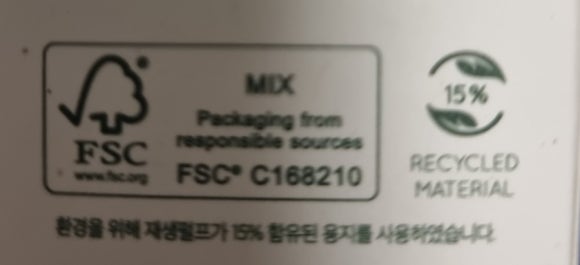 MIX
Packaging from
responsible sources
FSC® C168210
FSC
www.fsc.org
15%
RECYCLED
MATERIAL
환경을 위해 재생펄프가 15% 함유된 용지를 사용하였습니다.